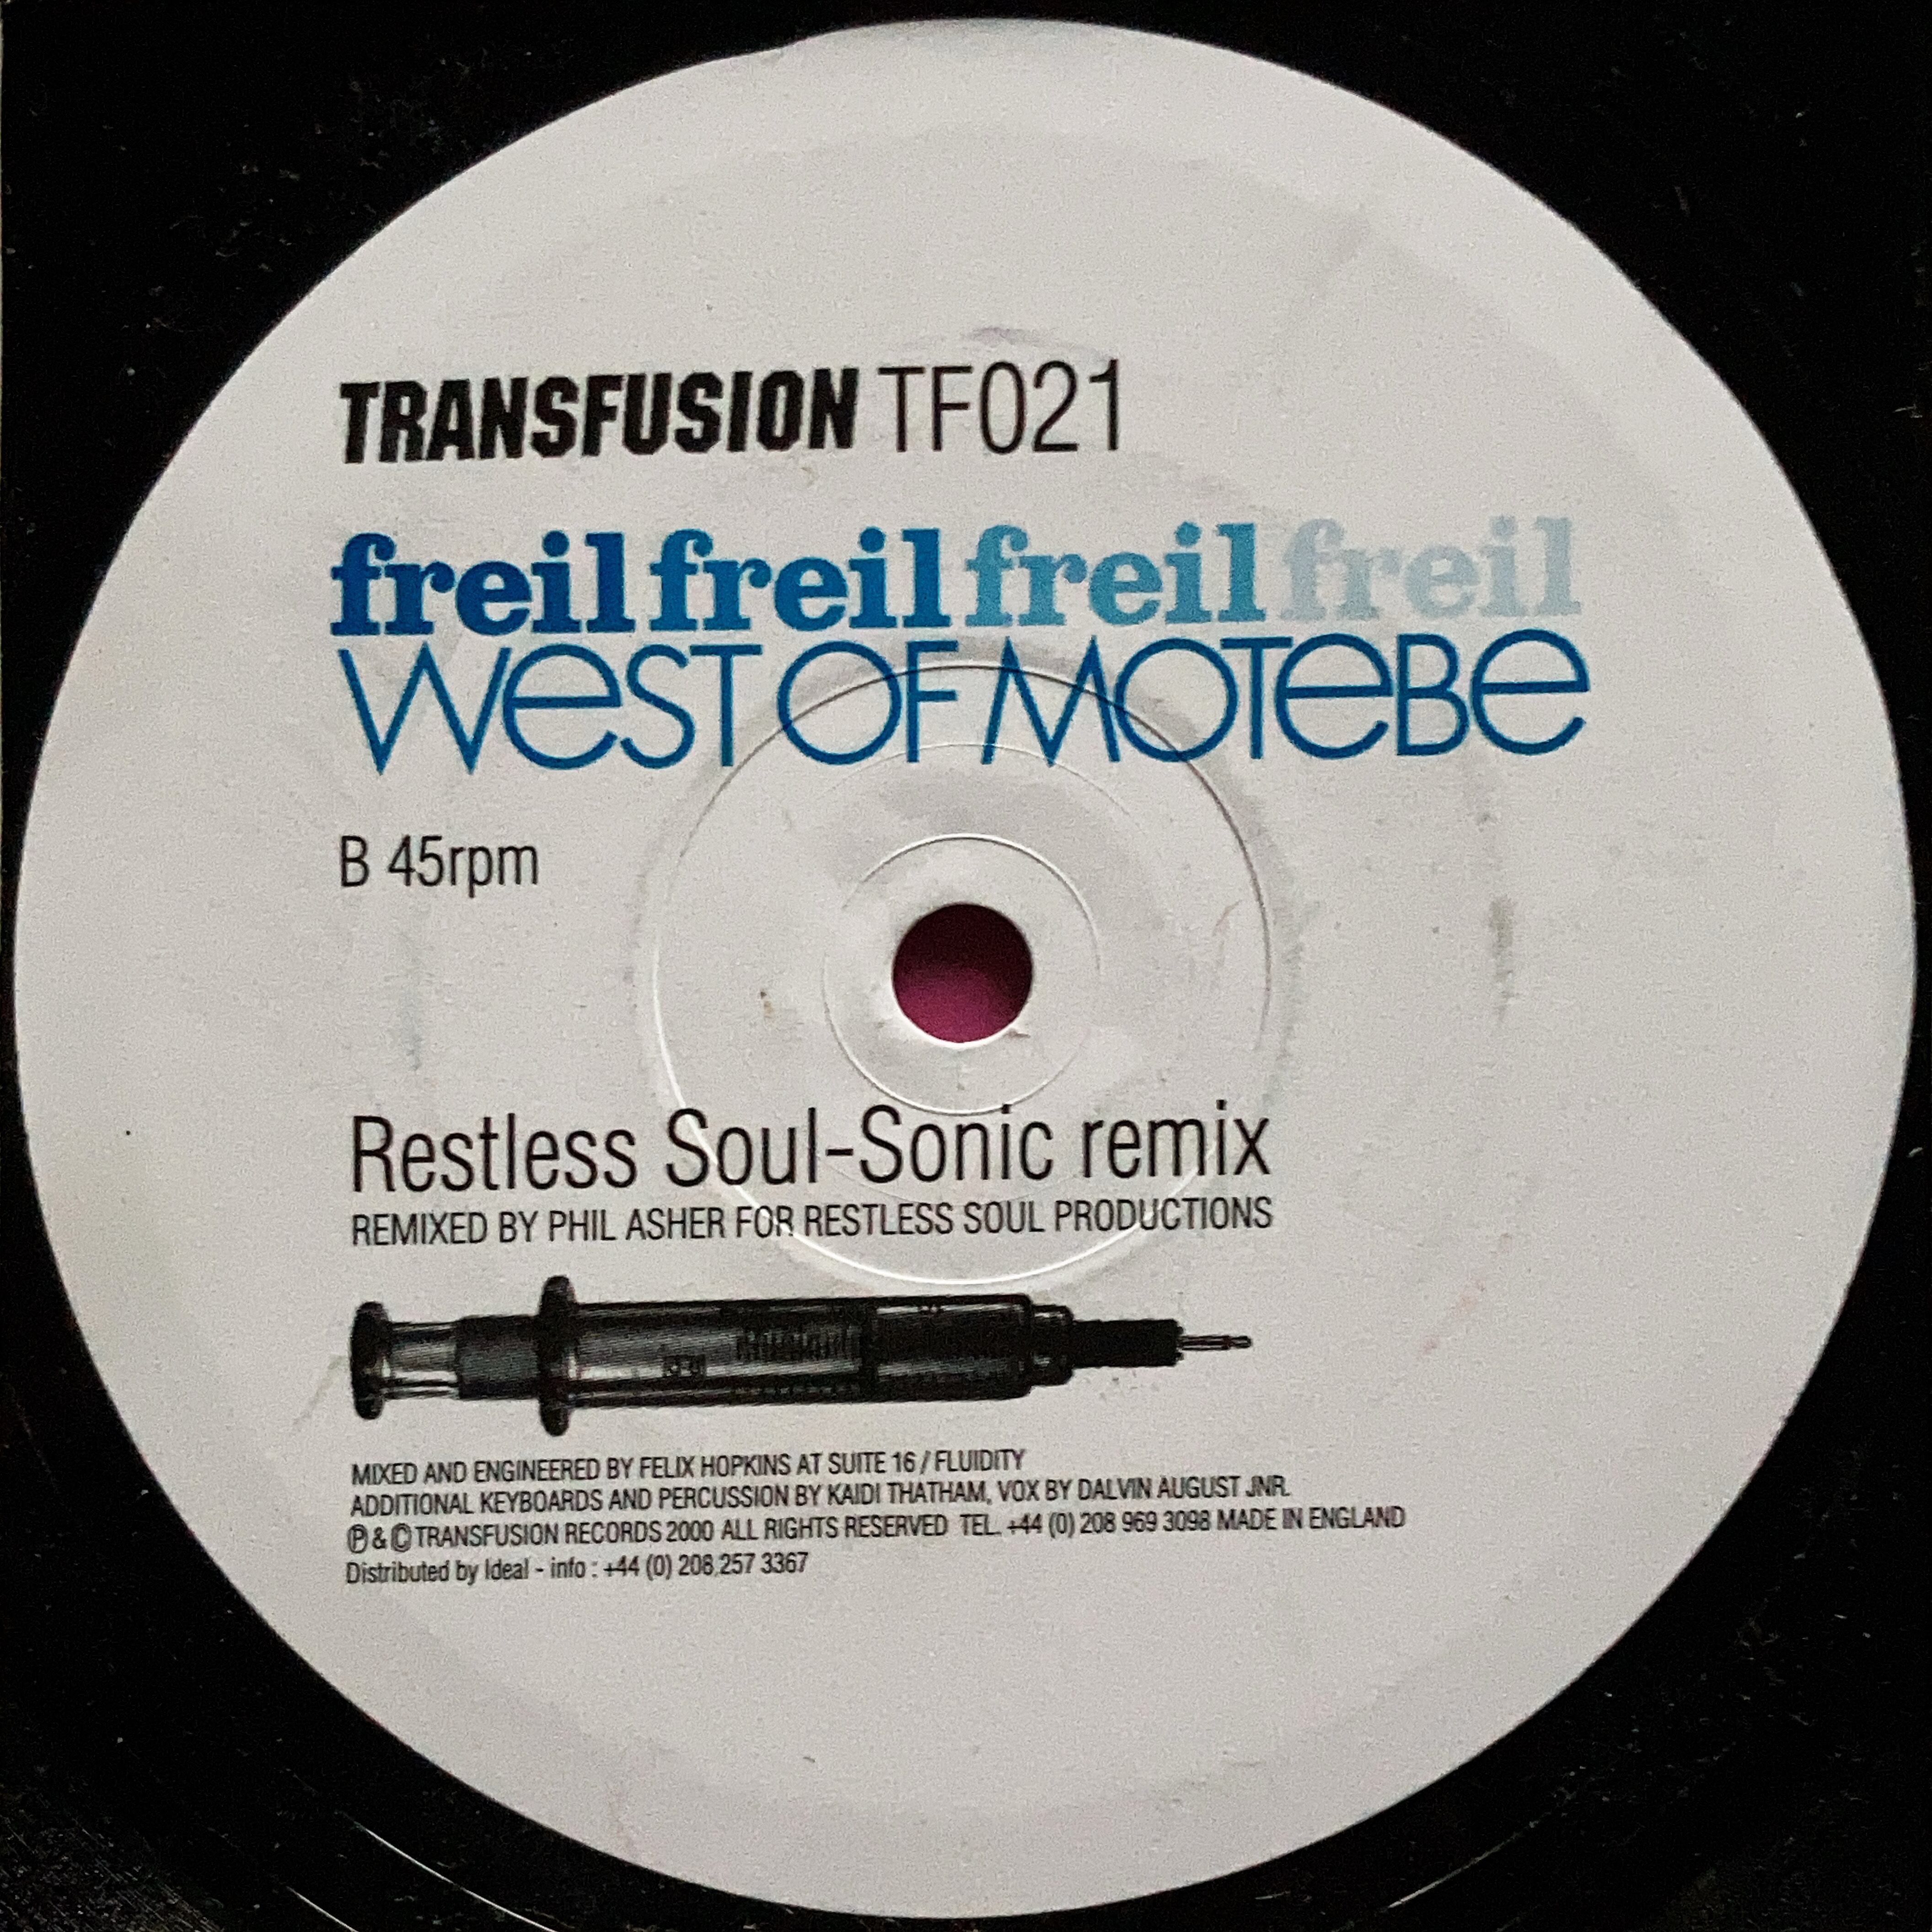 TRANSFUSION TF021
freil freil freil freil
WeST OF MOTeBe
B 45rpm
Restless Soul-Sonic remix
REMIXED BY PHIL ASHER FOR RESTLESS SOUL PRODUCTIONS
MIXED AND ENGINEERED BY FELIX HOPKINS AT SUITE 16 / FLUIDITY
ADDITIONAL KEYBOARDS AND PERCUSSION BY KAIDI THATHAM, VOX BY DALVIN AUGUST JNR.
℗ & © TRANSFUSION RECORDS 2000 ALL RIGHTS RESERVED TEL. +44 (0) 208 969 3098 MADE IN ENGLAND
Distributed by Ideal - info : +44 (0) 208 257 3367